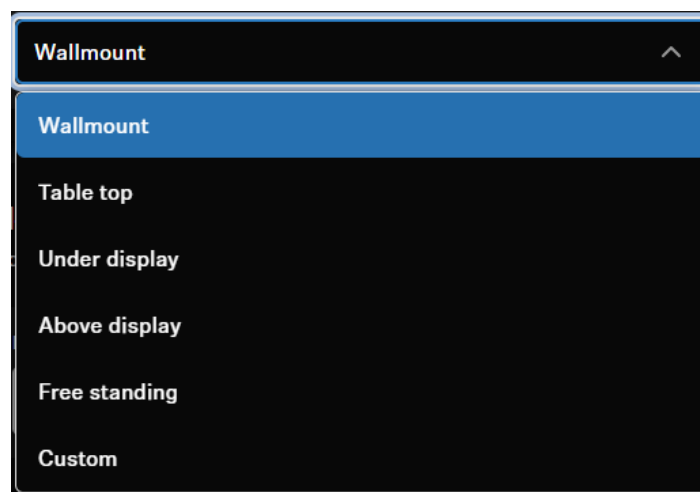 Wallmount
Wallmount
Table top
Under display
Above display
Free standing
Custom